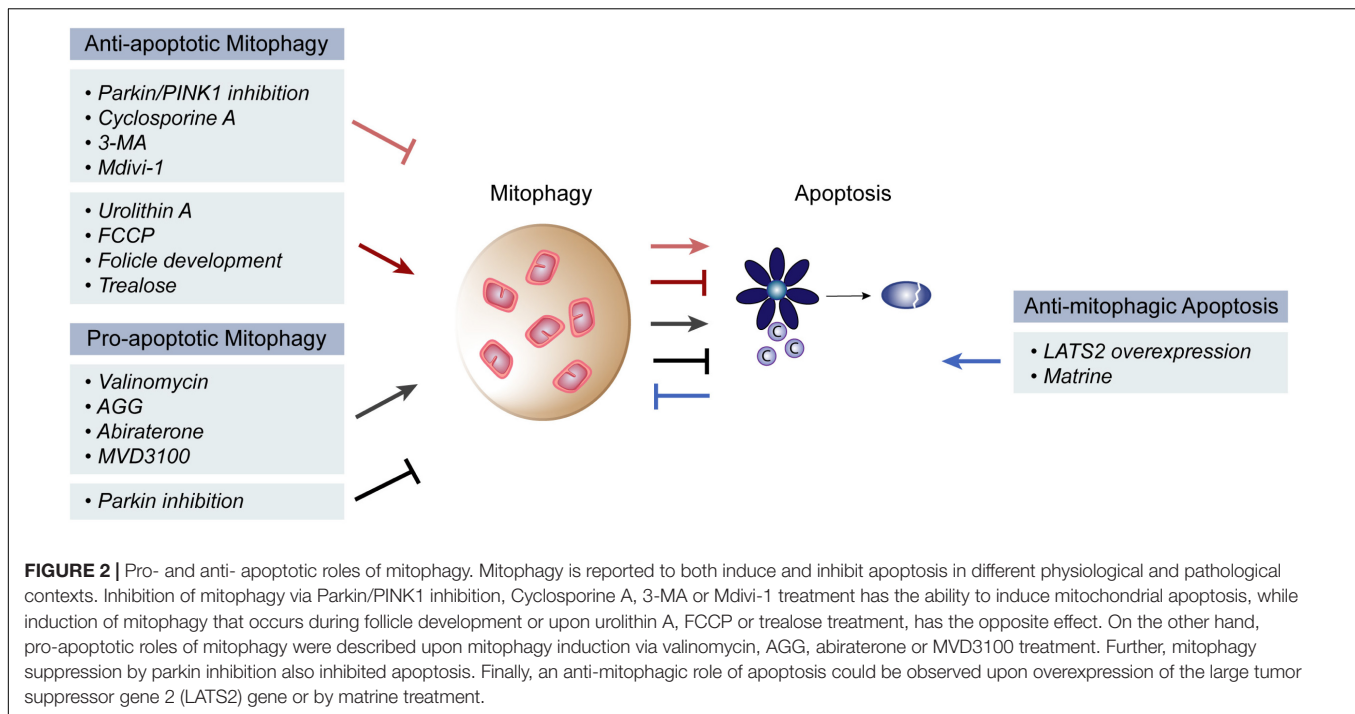 Anti-apoptotic Mitophagy
• Parkin/PINK1 inhibition
• Cyclosporine A
• 3-MA
• Mdivi-1
• Urolithin A
• FCCP
• Follicle development
• Trealose
Pro-apoptotic Mitophagy
• Valinomycin
• AGG
• Abiraterone
• MVD3100
• Parkin inhibition
Mitophagy
Apoptosis
C
C
C
Anti-mitophagic Apoptosis
• LATS2 overexpression
• Matrine
FIGURE 2 | Pro- and anti- apoptotic roles of mitophagy. Mitophagy is reported to both induce and inhibit apoptosis in different physiological and pathological
contexts. Inhibition of mitophagy via Parkin/PINK1 inhibition, Cyclosporine A, 3-MA or Mdivi-1 treatment has the ability to induce mitochondrial apoptosis, while
induction of mitophagy that occurs during follicle development or upon urolithin A, FCCP or trealose treatment, has the opposite effect. On the other hand,
pro-apoptotic roles of mitophagy were described upon mitophagy induction via valinomycin, AGG, abiraterone or MVD3100 treatment. Further, mitophagy
suppression by parkin inhibition also inhibited apoptosis. Finally, an anti-mitophagic role of apoptosis could be observed upon overexpression of the large tumor
suppressor gene 2 (LATS2) gene or by matrine treatment.